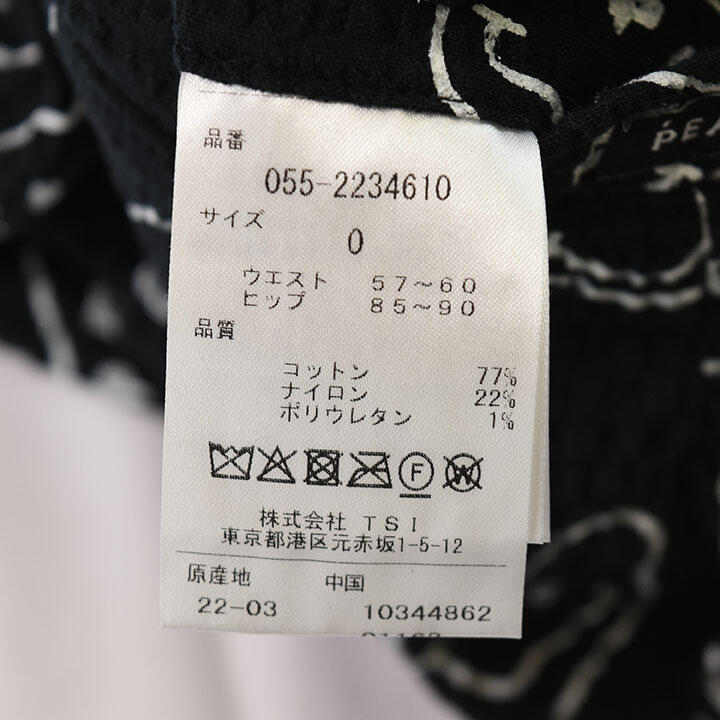 品番
055-2234610
サイズ
0
ウエスト 57～60
ヒップ 85～90
品質
コットン 77%
ナイロン 22%
ポリウレタン 1%
F
W
株式会社 TSI
東京都港区元赤坂1-5-12
原産地 中国
22-03 10344862